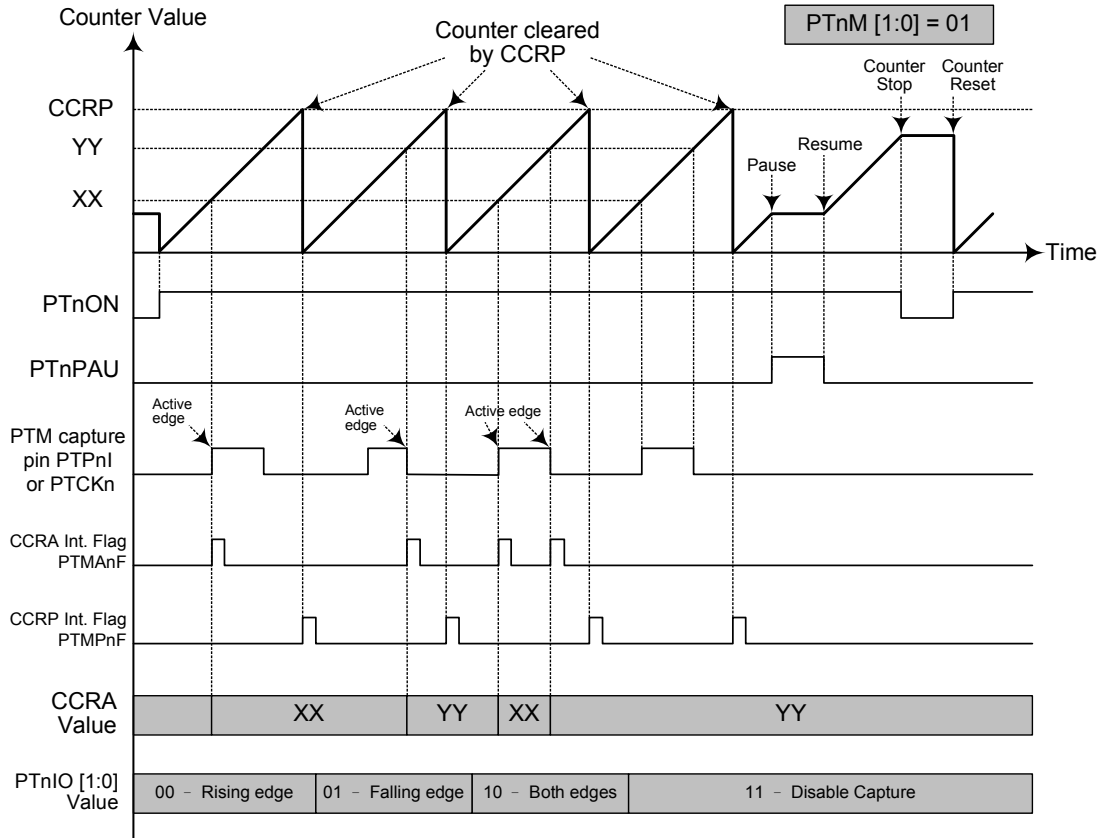 Counter Value
Counter cleared
by CCRP
PTnM [1:0] = 01
Counter
Stop
Counter
Reset
CCRP
YY
XX
Pause
Resume
Time
PTnON
PTnPAU
Active
edge
Active
edge
Active edge
PTM capture
pin PTPnI
or PTCKn
CCRA Int. Flag
PTMAnF
CCRP Int. Flag
PTMPnF
CCRA
Value
XX
YY
XX
YY
PTnIO [1:0]
Value
00 – Rising edge
01 – Falling edge
10 – Both edges
11 – Disable Capture